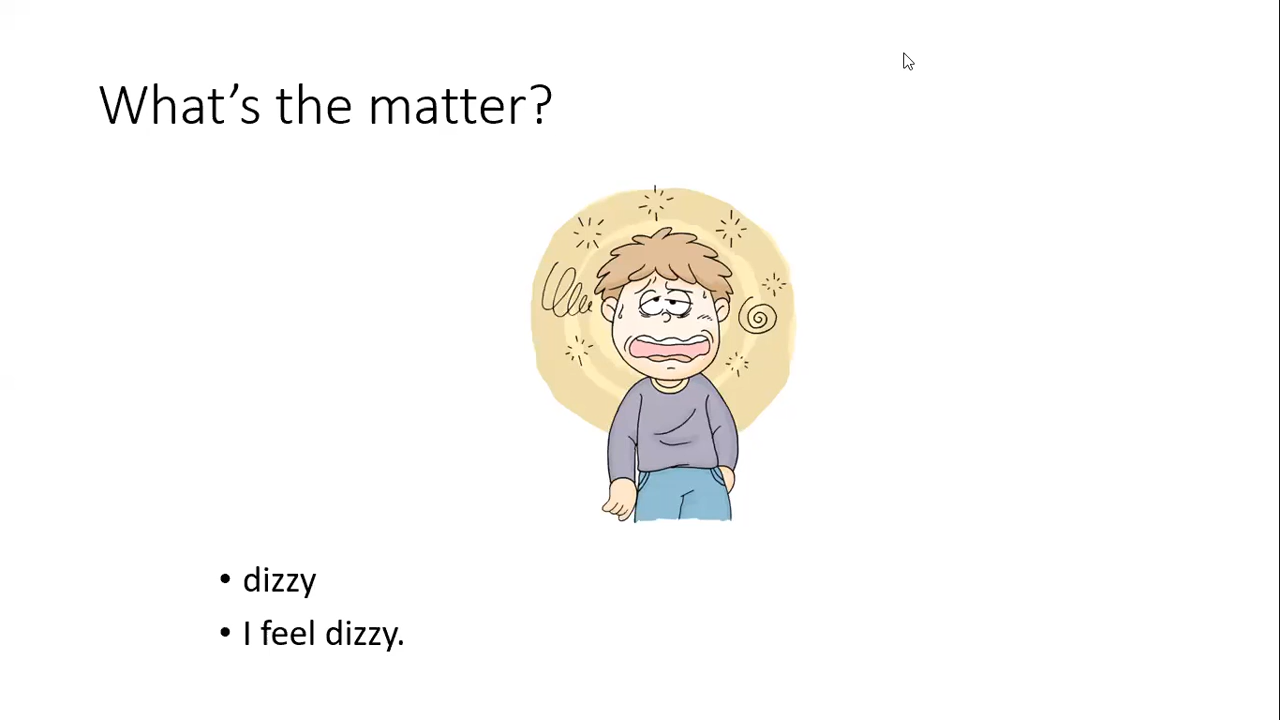 What’s the matter?
• dizzy
• I feel dizzy.